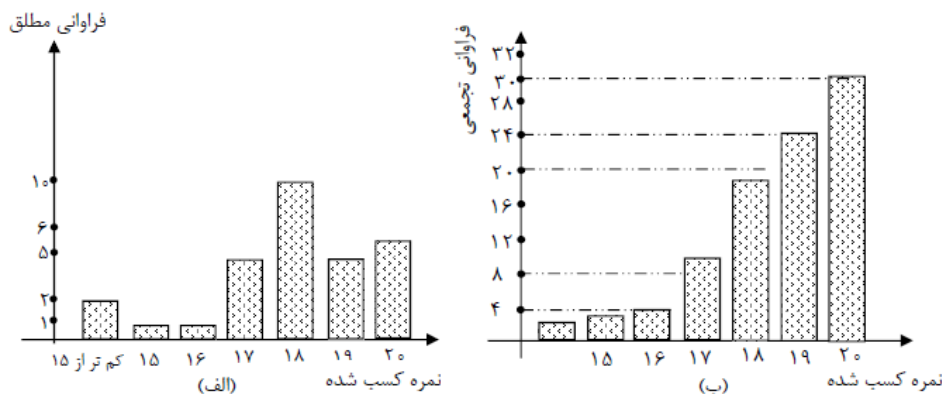 فراوانی مطلق
۱۰
۶
۵
۲
۱
کم تر از ۱۵ ۱۵ ۱۶ ۱۷ ۱۸ ۱۹ ۲۰
نمره کسب شده
(الف)
فراوانی تجمعی
۳۲
۳۰
۲۸
۲۴
۲۰
۱۶
۱۲
۸
۴
۱۵ ۱۶ ۱۷ ۱۸ ۱۹ ۲۰
نمره کسب شده
(ب)